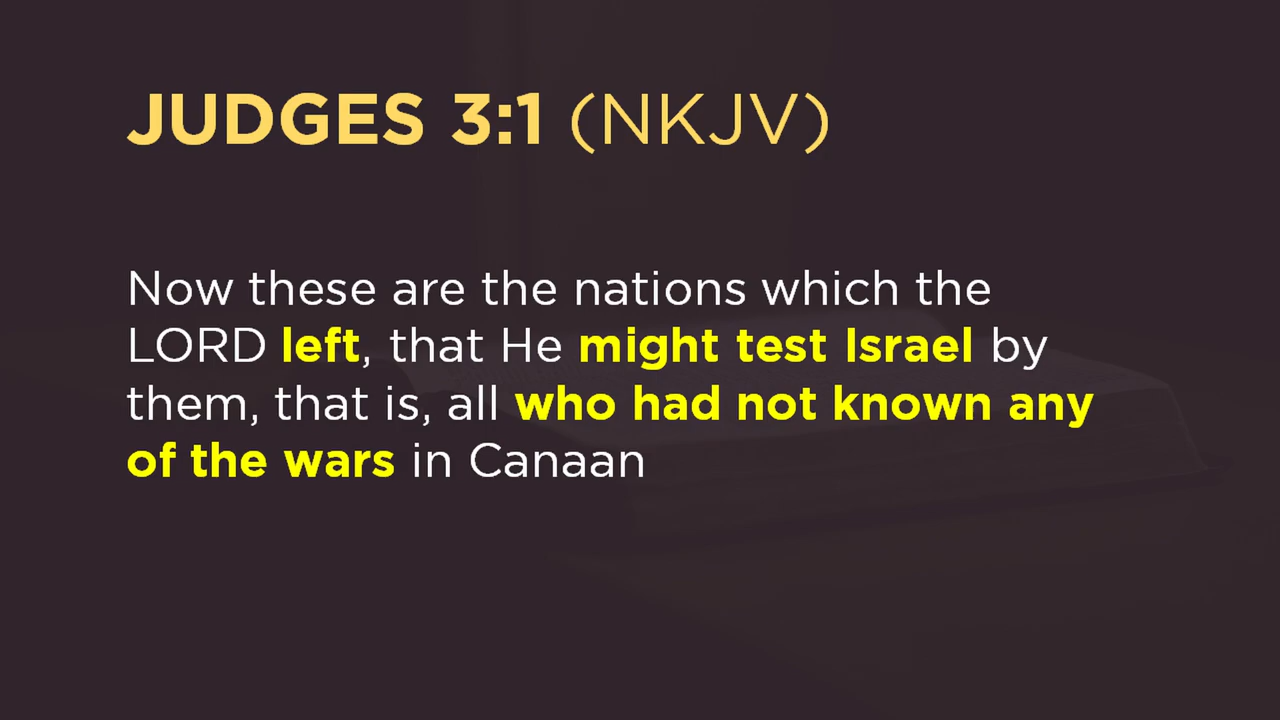 JUDGES 3:1 (NKJV)
Now these are the nations which the
LORD left, that He might test Israel by
them, that is, all who had not known any
of the wars in Canaan